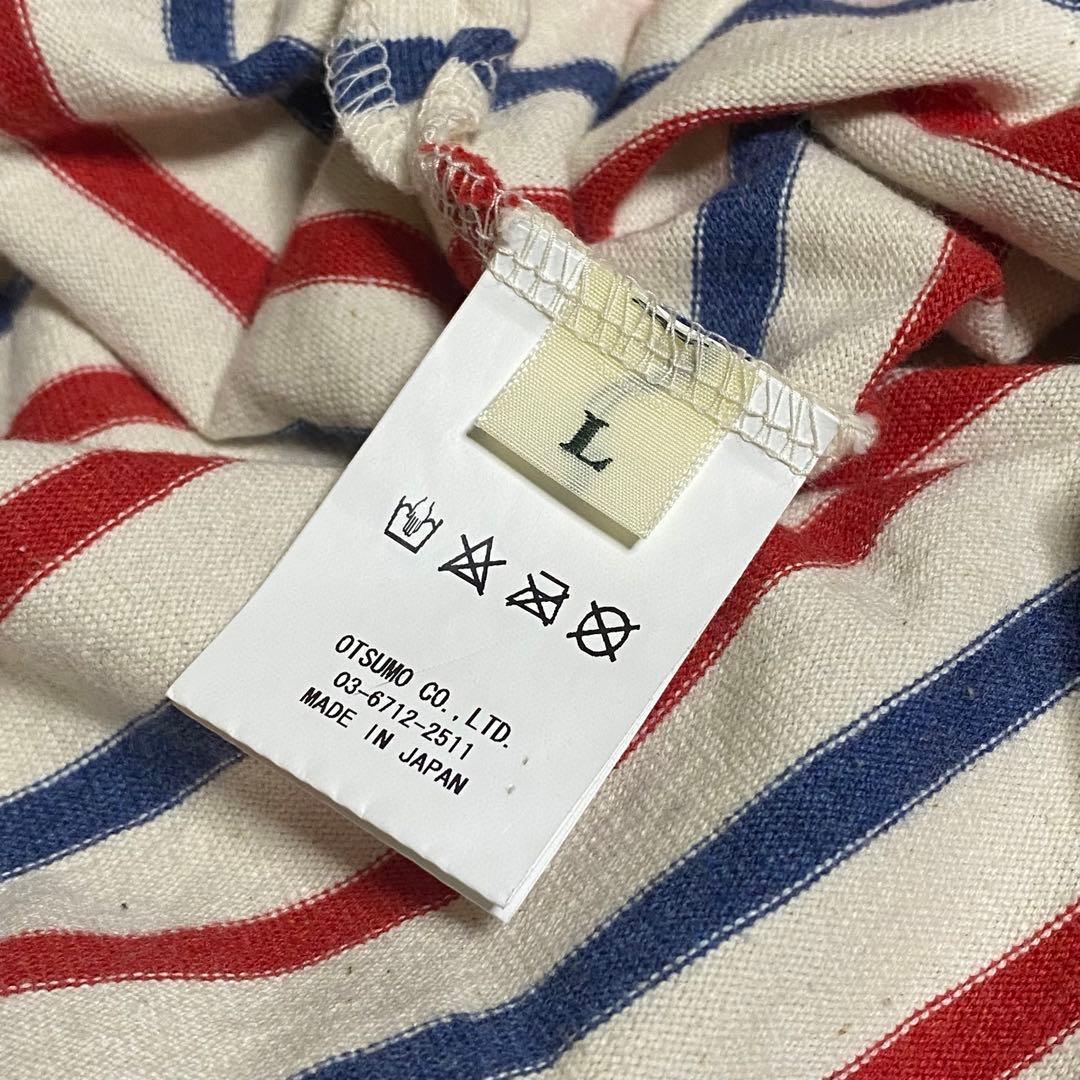 L
OTSUMO CO., LTD.
03-6712-2511
MADE IN JAPAN